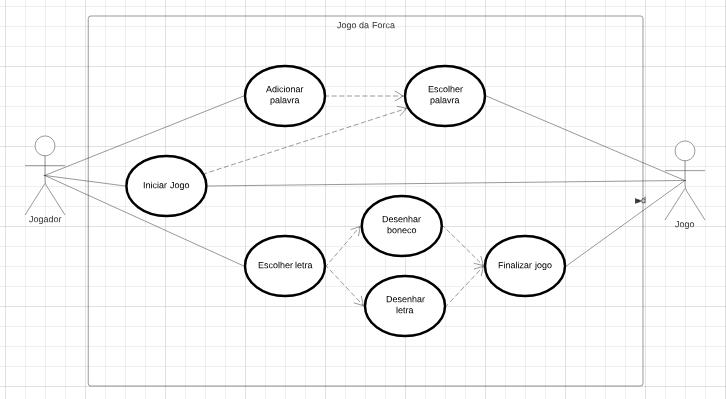 Jogo da Forca
Adicionar
palavra
Escolher
palavra
Iniciar Jogo
Jogador
Desenhar
boneco
Jogo
Escolher letra
Finalizar jogo
Desenhar
letra